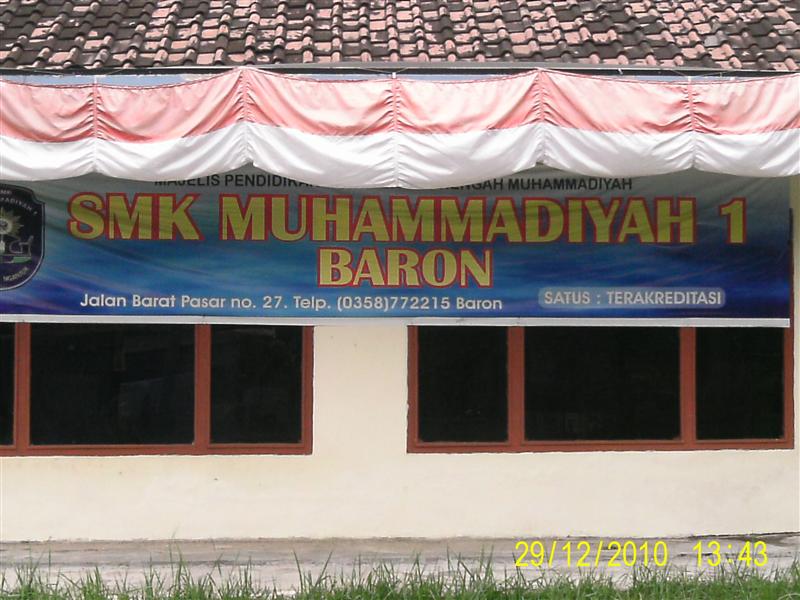 MAJELIS PENDIDIKAN ENGAH MUHAMMADIYAH
SMK MUHAMMADIYAH 1
BARON
Jalan Barat Pasar no. 27. Telp. (0358)772215 Baron
SATUS : TERAKREDITASI
29/12/2010 13:43